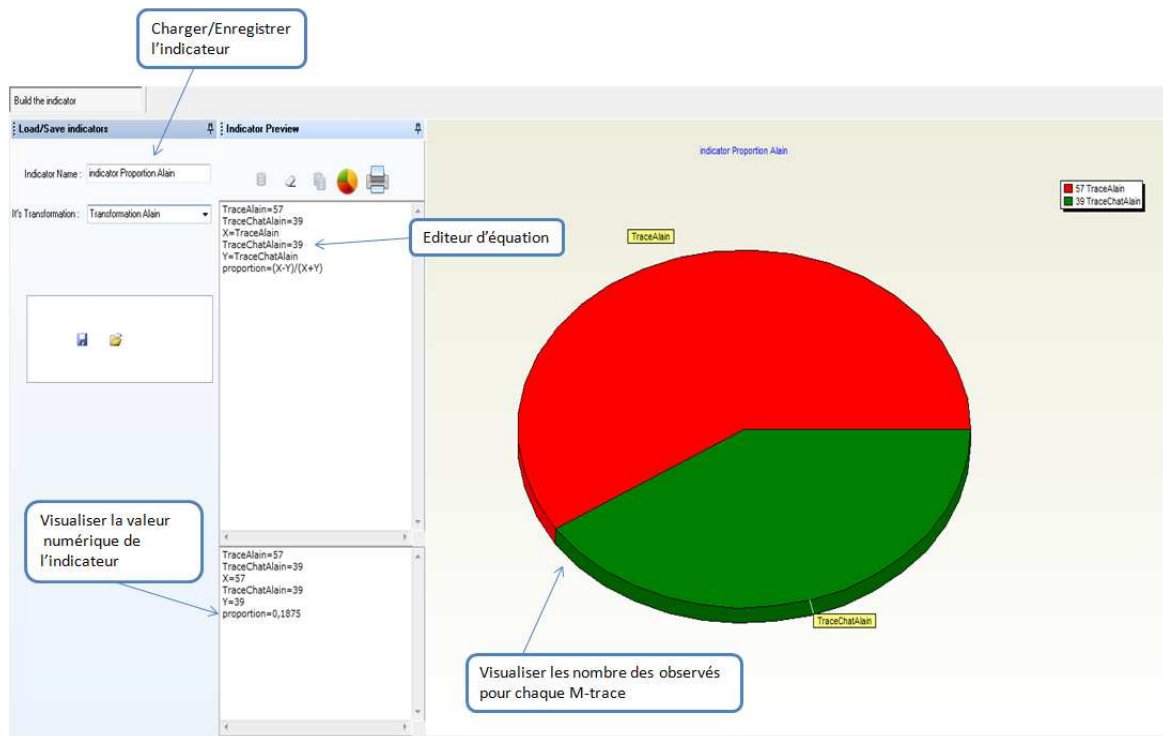 Charger/Enregistrer
l'indicateur
Build the indicator
Load/Save indicators
Indicator Name : indicator Proportion Alain
It's Transformation : Transformation Alain
Indicator Preview
TraceAlain=57
TraceChatAlain=39
X=TraceAlain
TraceChatAlain=39
Y=TraceChatAlain
proportion=(X-Y)/(X+Y)
Editeur d'équation
Visualiser la valeur
numérique de
l'indicateur
TraceAlain=57
TraceChatAlain=39
X=57
TraceChatAlain=39
Y=39
proportion=0,1875
indicator Proportion Alain
57 TraceAlain
39 TraceChatAlain
TraceAlain
TraceChatAlain
Visualiser les nombre des observés
pour chaque M-trace